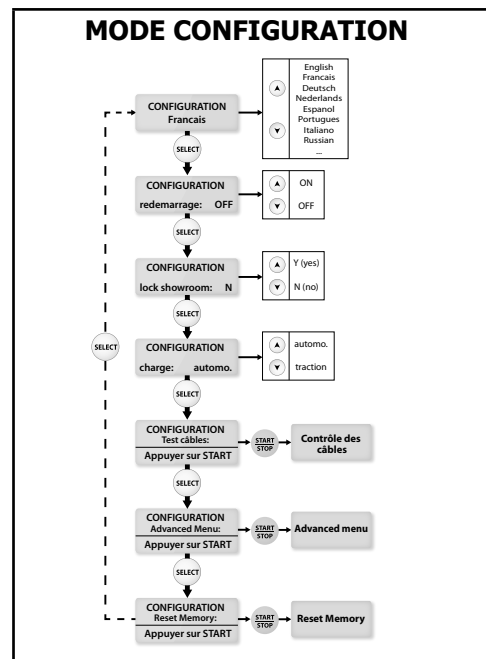 MODE CONFIGURATION
CONFIGURATION
Francais
English
Francais
Deutsch
Nederlands
Espanol
Portugues
Italiano
Russian
...
SELECT
CONFIGURATION
redemarrage: OFF
ON
OFF
SELECT
CONFIGURATION
lock showroom: N
Y (yes)
N (no)
SELECT
SELECT
CONFIGURATION
charge: automo.
automo.
traction
SELECT
CONFIGURATION
Test câbles:
Appuyer sur START
START
STOP
Contrôle des
câbles
SELECT
CONFIGURATION
Advanced Menu:
Appuyer sur START
START
STOP
Advanced menu
SELECT
CONFIGURATION
Reset Memory:
Appuyer sur START
START
STOP
Reset Memory